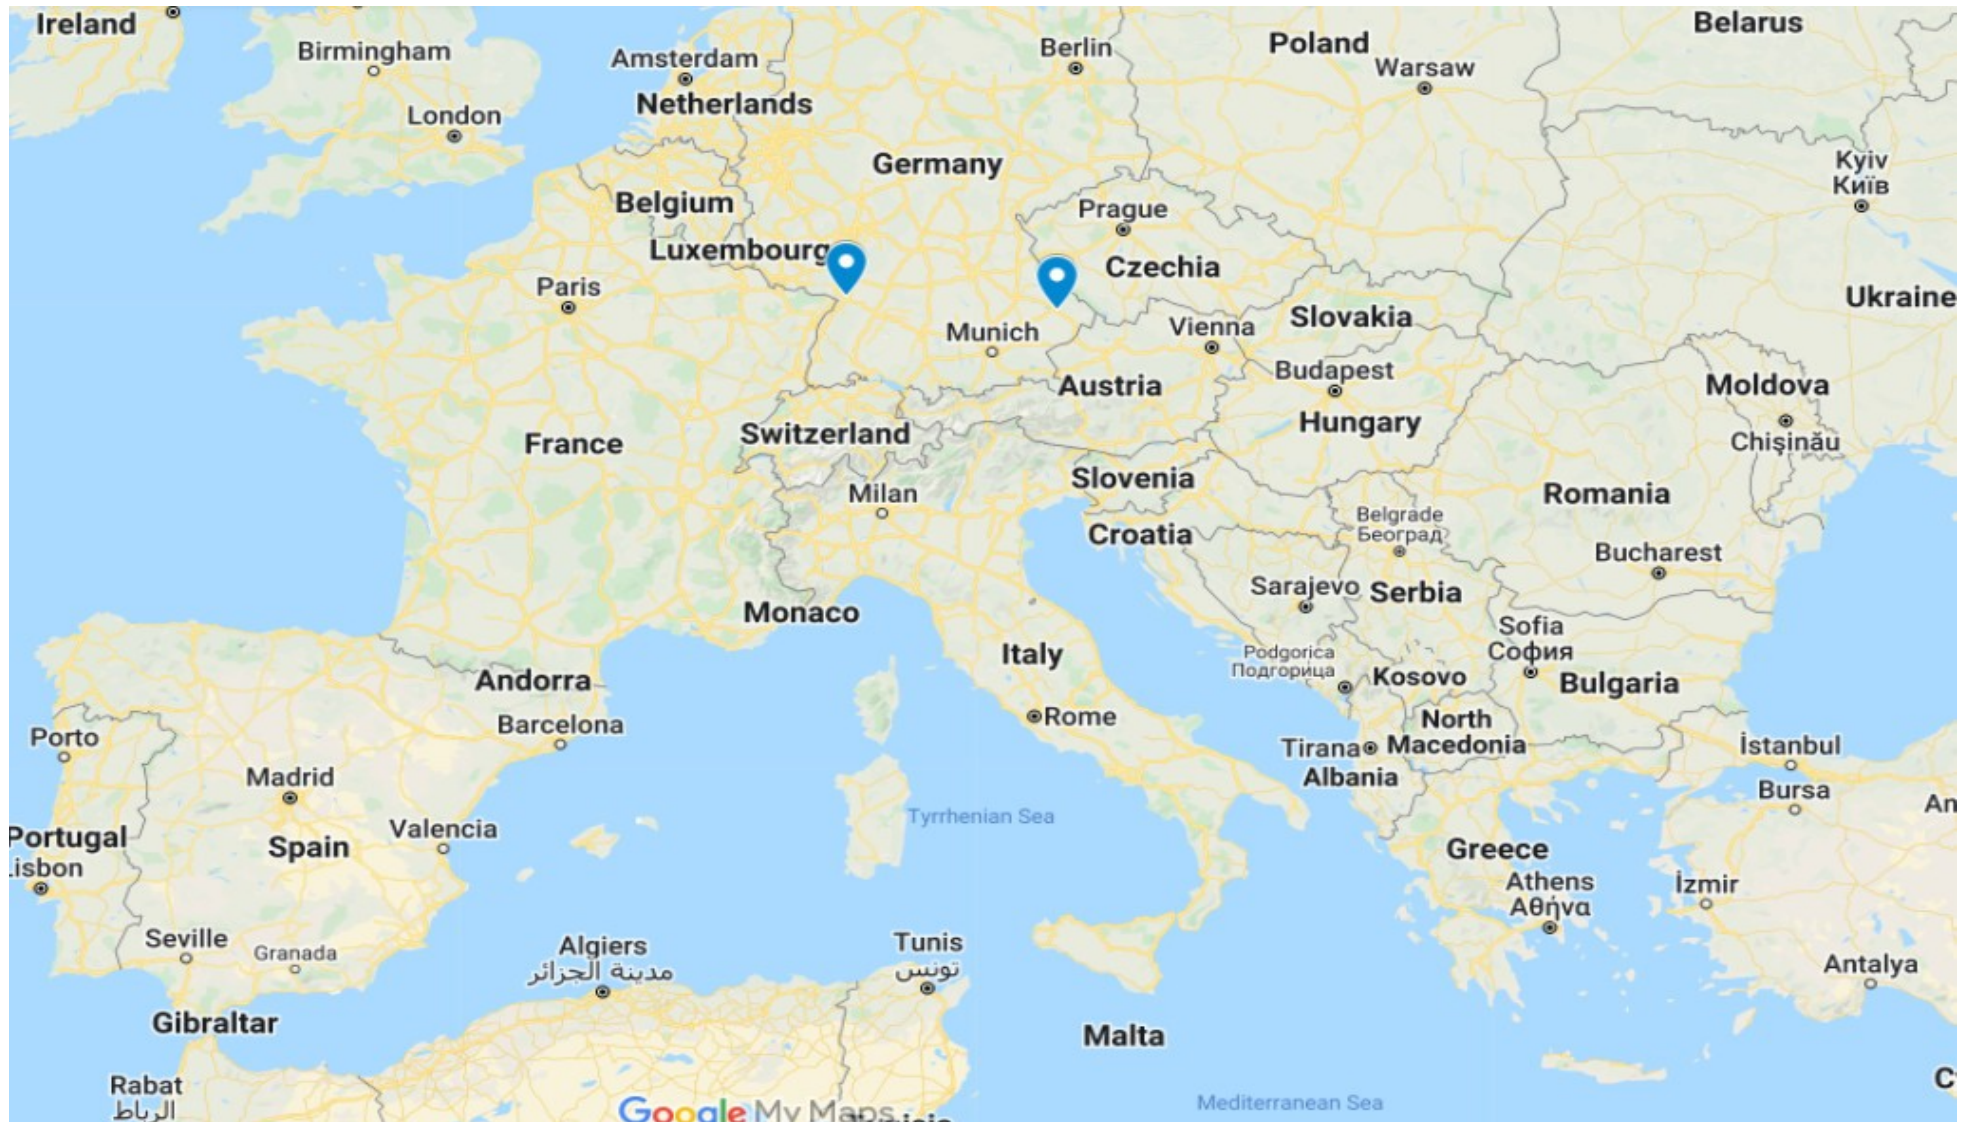 Ireland
Birmingham
London
Amsterdam
Netherlands
Berlin
Poland
Warsaw
Belarus
Germany
Belgium
Luxembourg
Prague
Czechia
Kyiv
Київ
Ukraine
Paris
Munich
Vienna
Slovakia
Austria
Budapest
Hungary
Moldova
Chișinău
France
Switzerland
Milan
Slovenia
Croatia
Romania
Belgrade
Београд
Bucharest
Sarajevo
Serbia
Monaco
Italy
Sofia
София
Podgorica
Подгорица
Kosovo
Bulgaria
Andorra
Barcelona
Rome
North
Macedonia
Tirana
Albania
İstanbul
Bursa
An
Porto
Madrid
Portugal
Spain
Valencia
Lisbon
Tyrrhenian Sea
Greece
Athens
Αθήνα
İzmir
Antalya
Seville
Granada
Algiers
مدينة الجزائر
Tunis
تونس
Gibraltar
Malta
Rabat
الرباط
Google My Maps
Mediterranean Sea